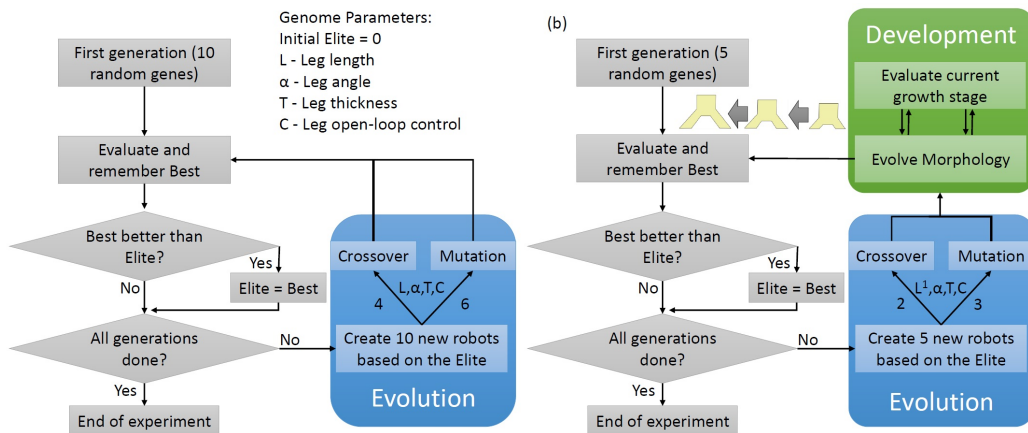 First generation (10
random genes)
Genome Parameters:
Initial Elite = 0
L - Leg length
α - Leg angle
T - Leg thickness
C - Leg open-loop control
Evaluate and
remember Best
Best better than
Elite?
Yes
No
Elite = Best
All generations
done?
No
Yes
End of experiment
Crossover
Mutation
L,α,T,C
4
6
Create 10 new robots
based on the Elite
Evolution
(b)
First generation (5
random genes)
Development
Evaluate current
growth stage
Evolve Morphology
Evaluate and
remember Best
Best better than
Elite?
Yes
No
Elite = Best
All generations
done?
No
Yes
End of experiment
Crossover
Mutation
L¹,α,T,C
2
3
Create 5 new robots
based on the Elite
Evolution